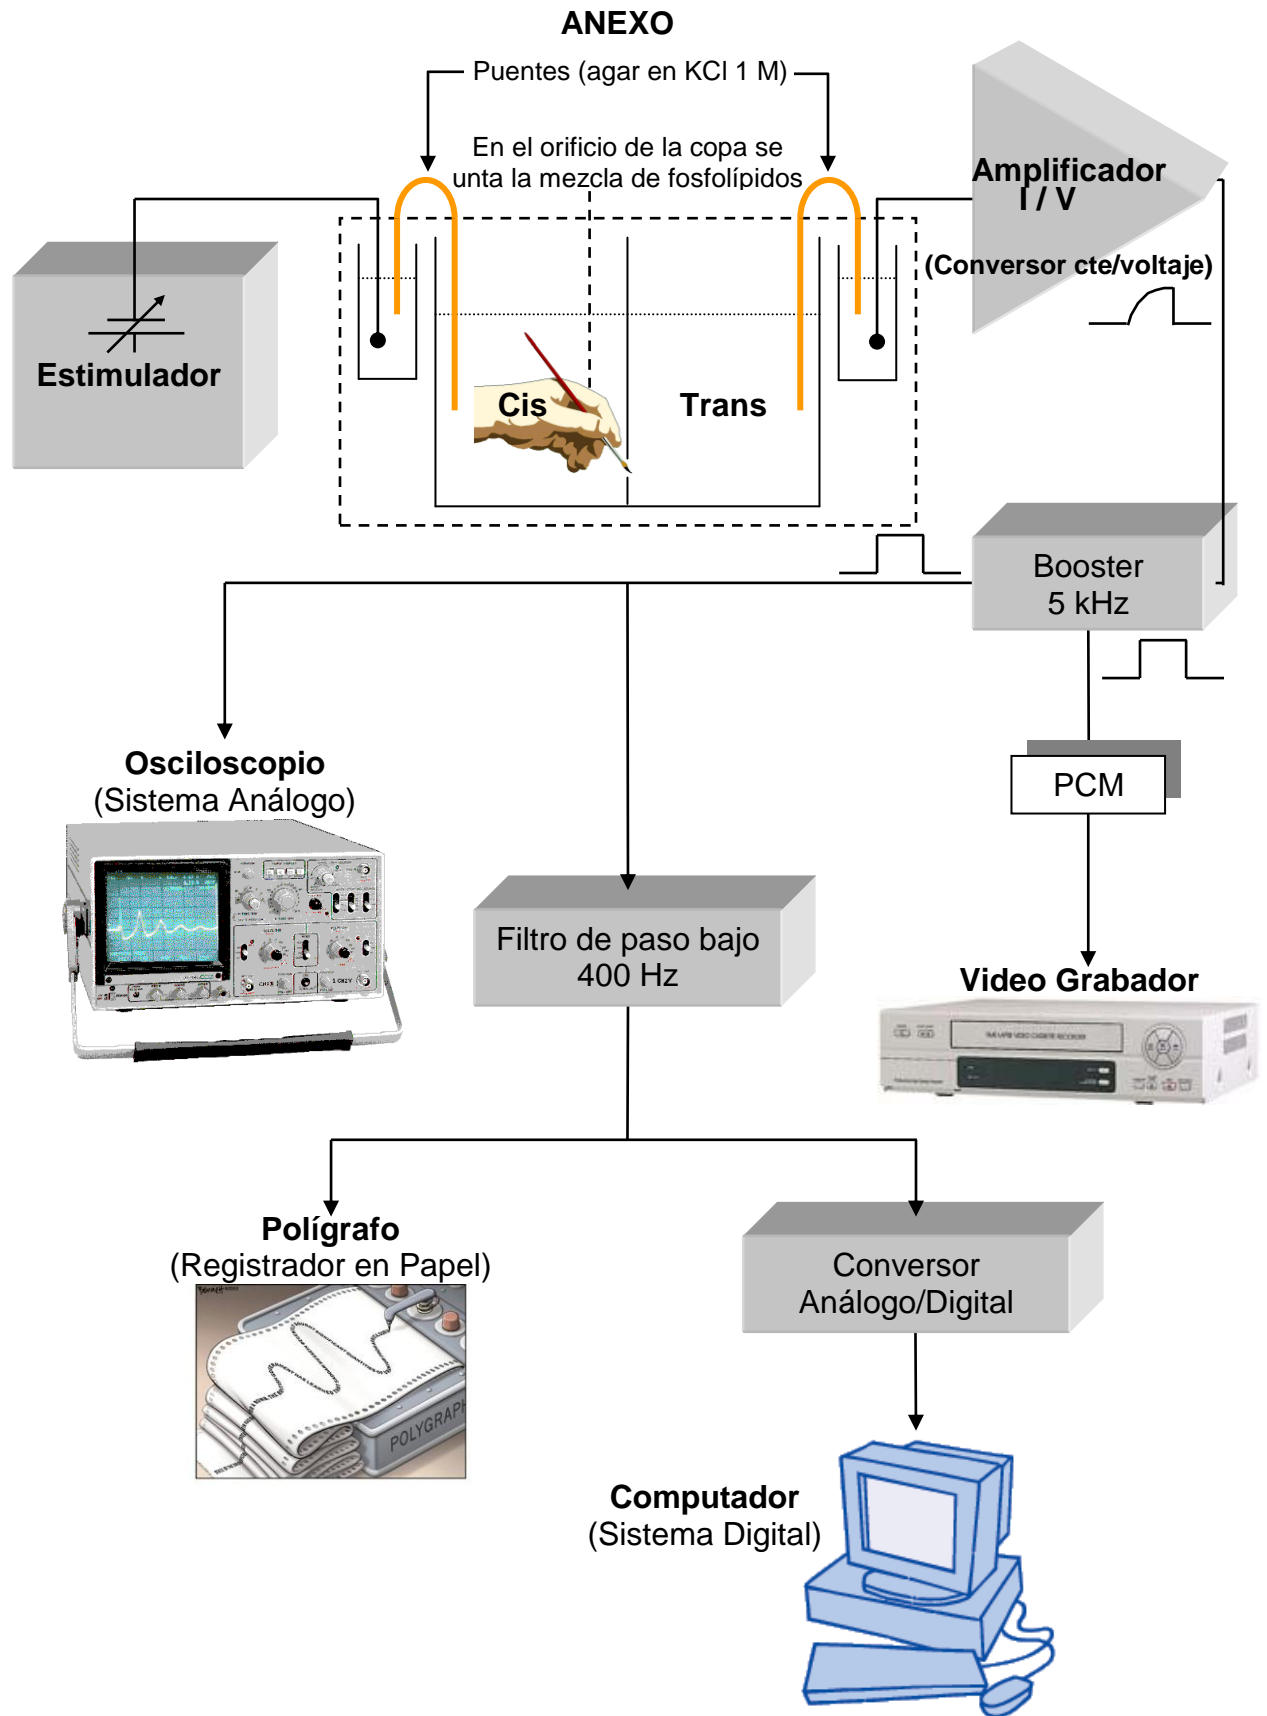 ANEXO
Puentes (agar en KCl 1 M)
En el orificio de la copa se
unta la mezcla de fosfolípidos
Amplificador
I / V
(Conversor cte/voltaje)
Estimulador
Cis
Trans
Booster
5 kHz
Osciloscopio
(Sistema Análogo)
PCM
Filtro de paso bajo
400 Hz
Video Grabador
Polígrafo
(Registrador en Papel)
POLYGRAPH
Conversor
Análogo/Digital
Computador
(Sistema Digital)